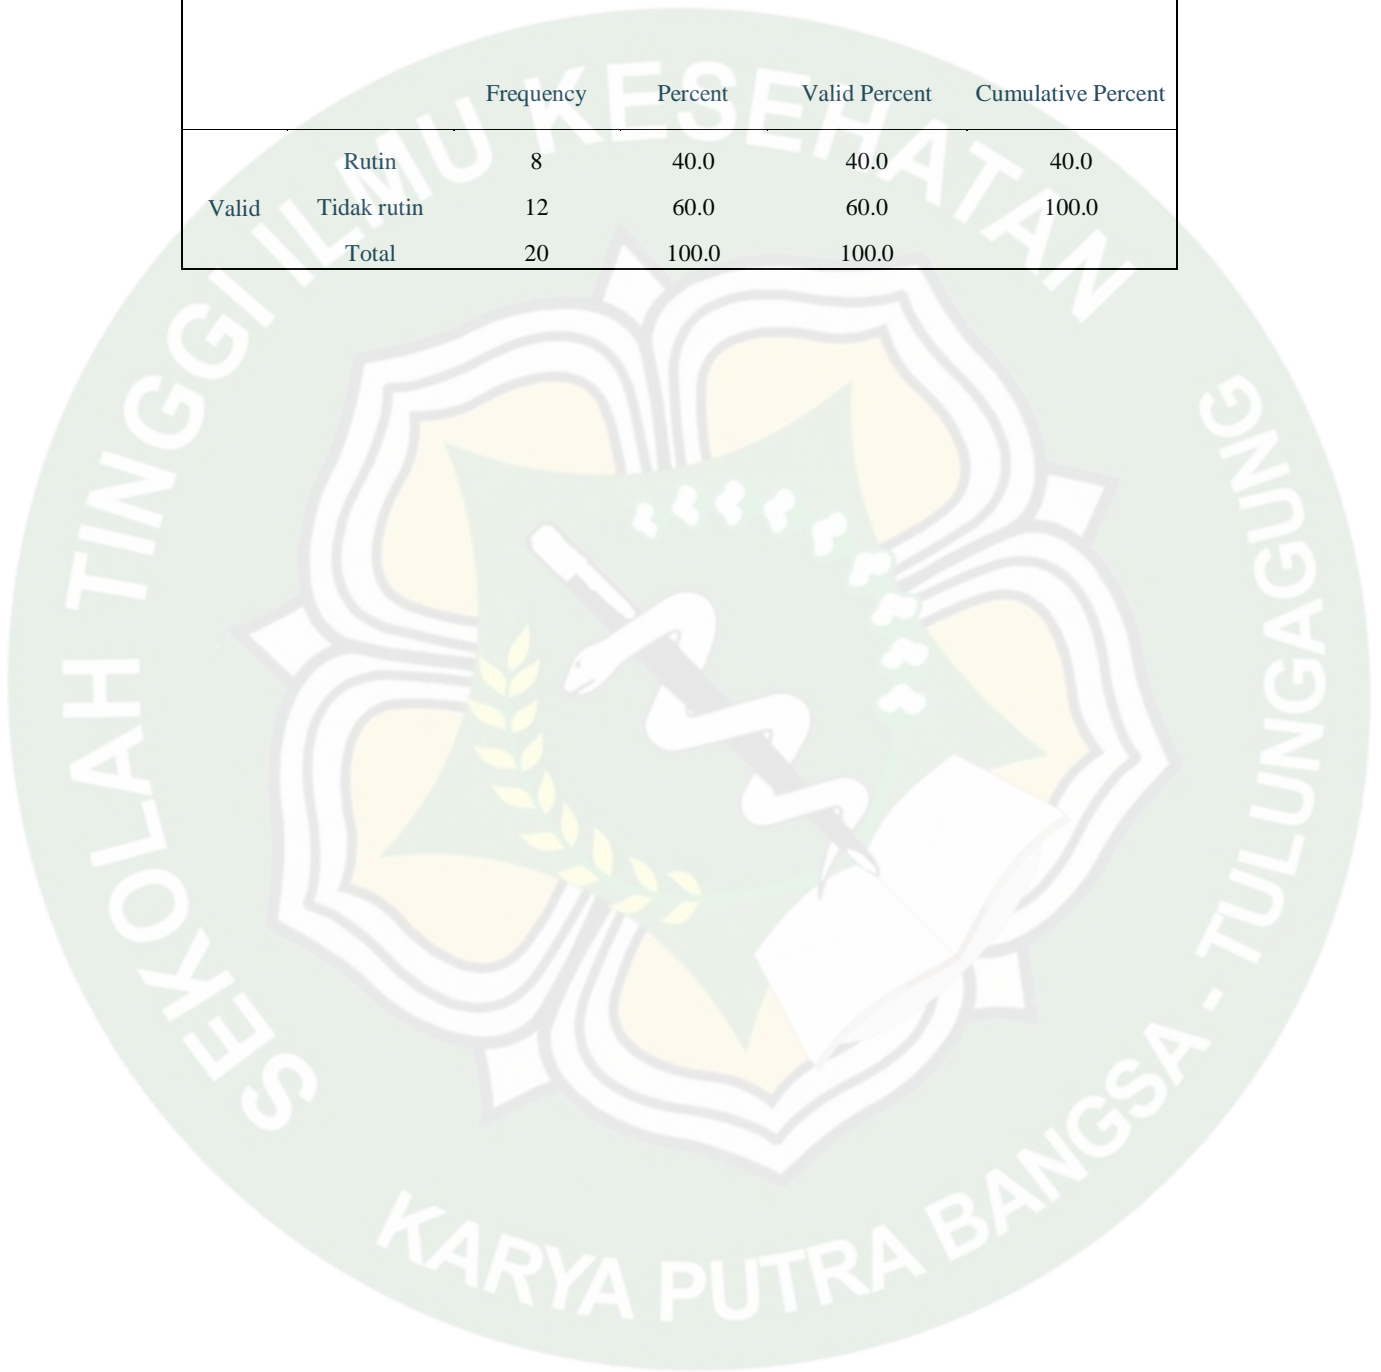 Frequency Percent Valid Percent Cumulative Percent
Rutin 8 40.0 40.0 40.0
Valid Tidak rutin 12 60.0 60.0 100.0
Total 20 100.0 100.0
SEKOLAH TINGGI ILMU KESEHATAN
KARYA PUTRA BANGSA - TULUNGAGUNG